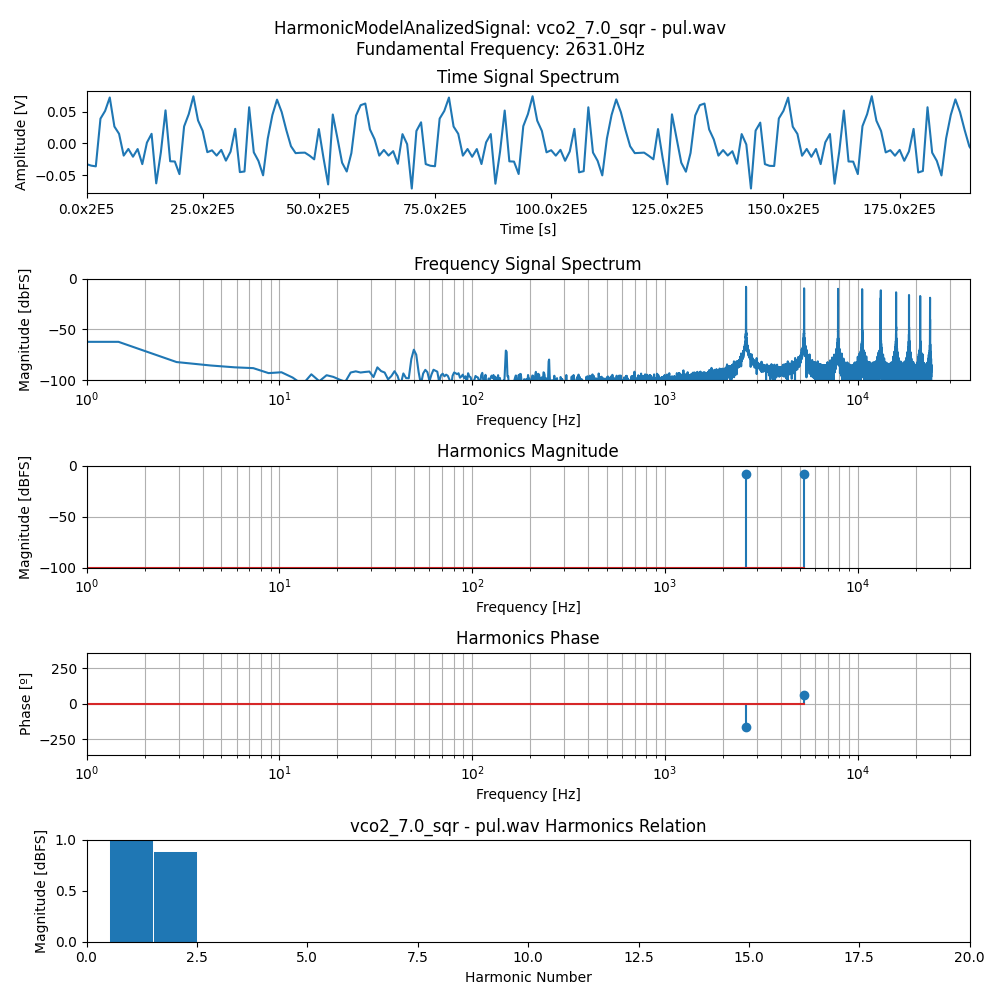 HarmonicModelAnalizedSignal: vco2_7.0_sqr - pul.wav
Fundamental Frequency: 2631.0Hz
Time Signal Spectrum
Amplitude [V]
0.05
0.00
−0.05
0.0x2E5 25.0x2E5 50.0x2E5 75.0x2E5 100.0x2E5 125.0x2E5 150.0x2E5 175.0x2E5
Time [s]
Frequency Signal Spectrum
Magnitude [dbFS]
0
−50
−100
10⁰ 10¹ 10² 10³ 10⁴
Frequency [Hz]
Harmonics Magnitude
Magnitude [dBFS]
0
−50
−100
10⁰ 10¹ 10² 10³ 10⁴
Frequency [Hz]
Harmonics Phase
Phase [º]
250
0
−250
10⁰ 10¹ 10² 10³ 10⁴
Frequency [Hz]
vco2_7.0_sqr - pul.wav Harmonics Relation
Magnitude [dBFS]
1.0
0.5
0.0
0.0 2.5 5.0 7.5 10.0 12.5 15.0 17.5 20.0
Harmonic Number